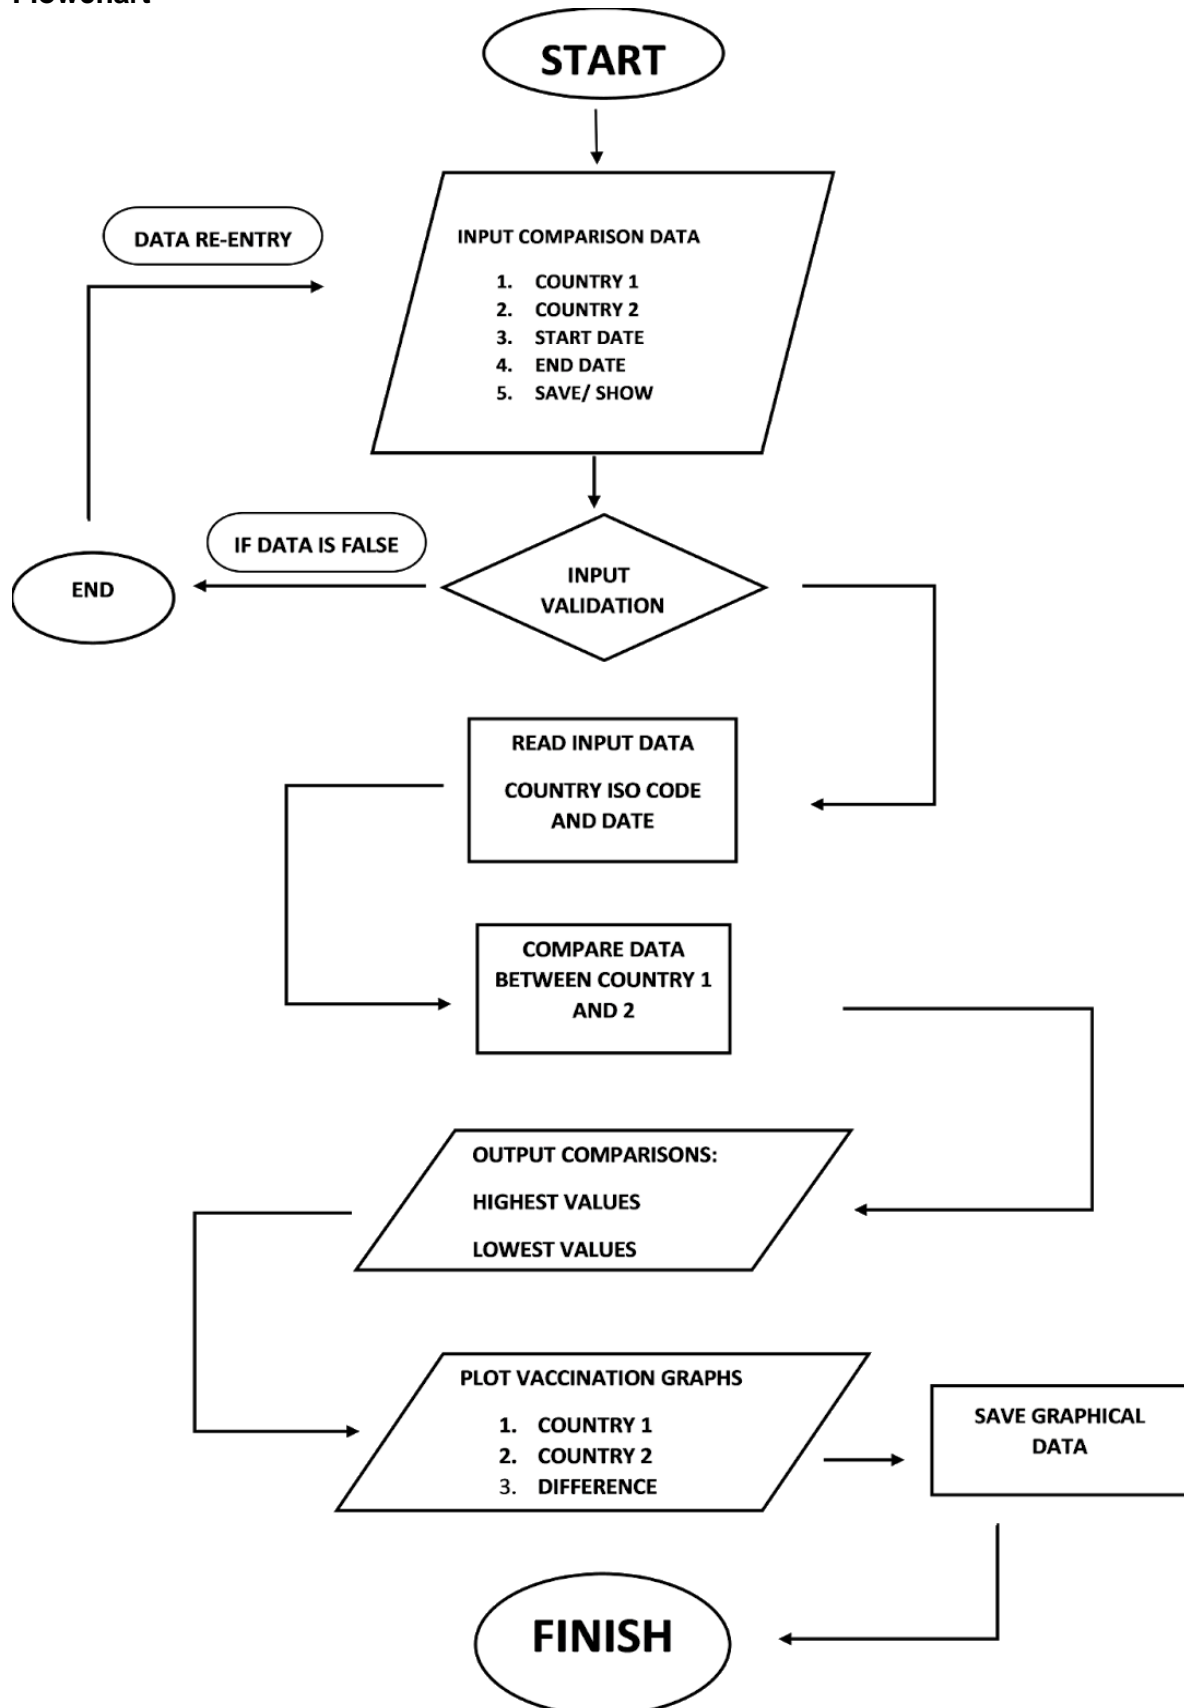 Flowchart
START
DATA RE-ENTRY
INPUT COMPARISON DATA
1. COUNTRY 1
2. COUNTRY 2
3. START DATE
4. END DATE
5. SAVE/ SHOW
IF DATA IS FALSE
END
INPUT
VALIDATION
READ INPUT DATA
COUNTRY ISO CODE
AND DATE
COMPARE DATA
BETWEEN COUNTRY 1
AND 2
OUTPUT COMPARISONS:
HIGHEST VALUES
LOWEST VALUES
PLOT VACCINATION GRAPHS
1. COUNTRY 1
2. COUNTRY 2
3. DIFFERENCE
SAVE GRAPHICAL
DATA
FINISH